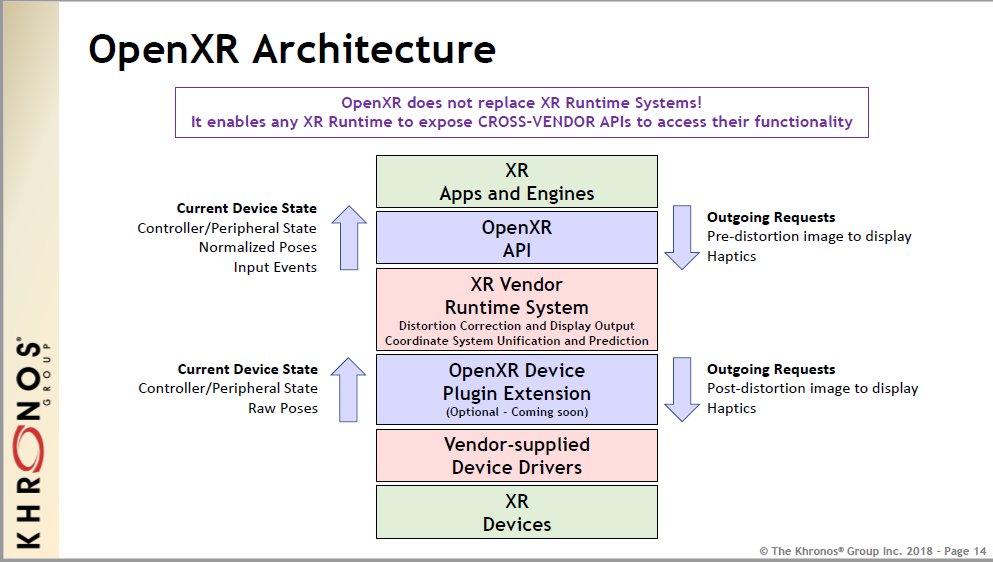 OpenXR Architecture
OpenXR does not replace XR Runtime Systems!
It enables any XR Runtime to expose CROSS-VENDOR APIs to access their functionality
XR
Apps and Engines
Current Device State
Controller/Peripheral State
Normalized Poses
Input Events
OpenXR
API
Outgoing Requests
Pre-distortion image to display
Haptics
XR Vendor
Runtime System
Distortion Correction and Display Output
Coordinate System Unification and Prediction
Current Device State
Controller/Peripheral State
Raw Poses
OpenXR Device
Plugin Extension
(Optional - Coming soon)
Outgoing Requests
Post-distortion image to display
Haptics
Vendor-supplied
Device Drivers
XR
Devices
KHRONOS®
GROUP
© The Khronos® Group Inc. 2018 - Page 14